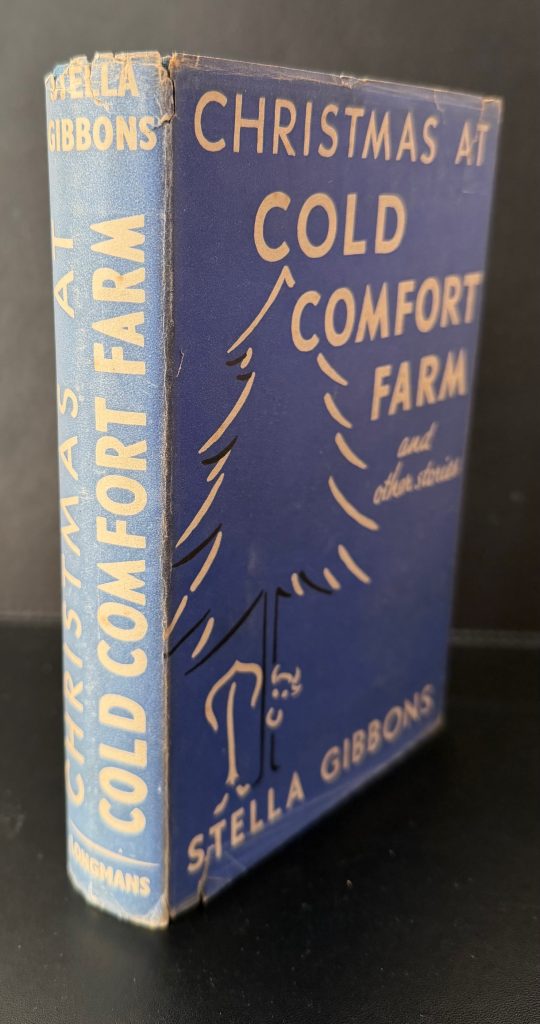 STELLA
GIBBONS
CHRISTMAS AT
COLD COMFORT FARM
LONGMANS
CHRISTMAS AT
COLD
COMFORT
FARM
and
other stories
STELLA GIBBONS